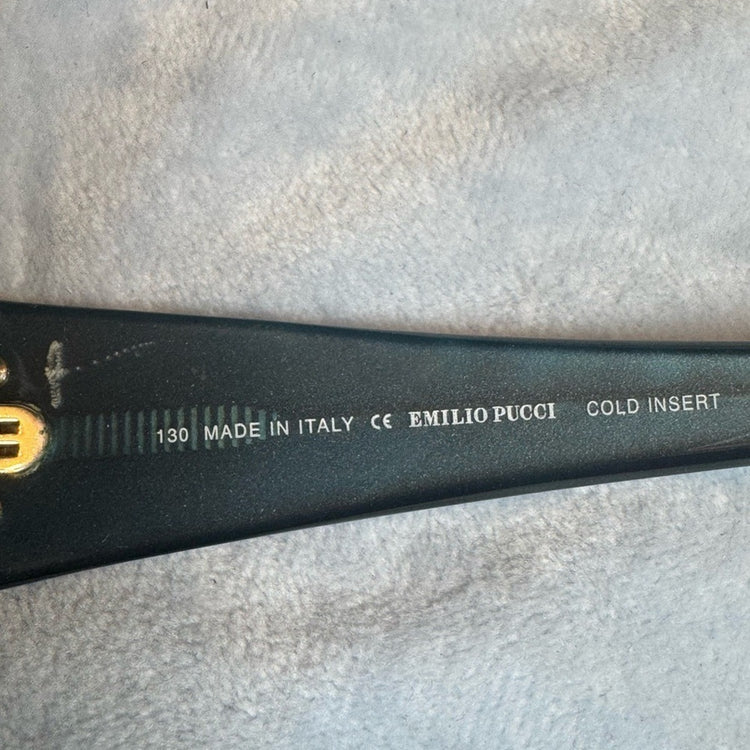 130 MADE IN ITALY CE EMILIO PUCCI COLD INSERT